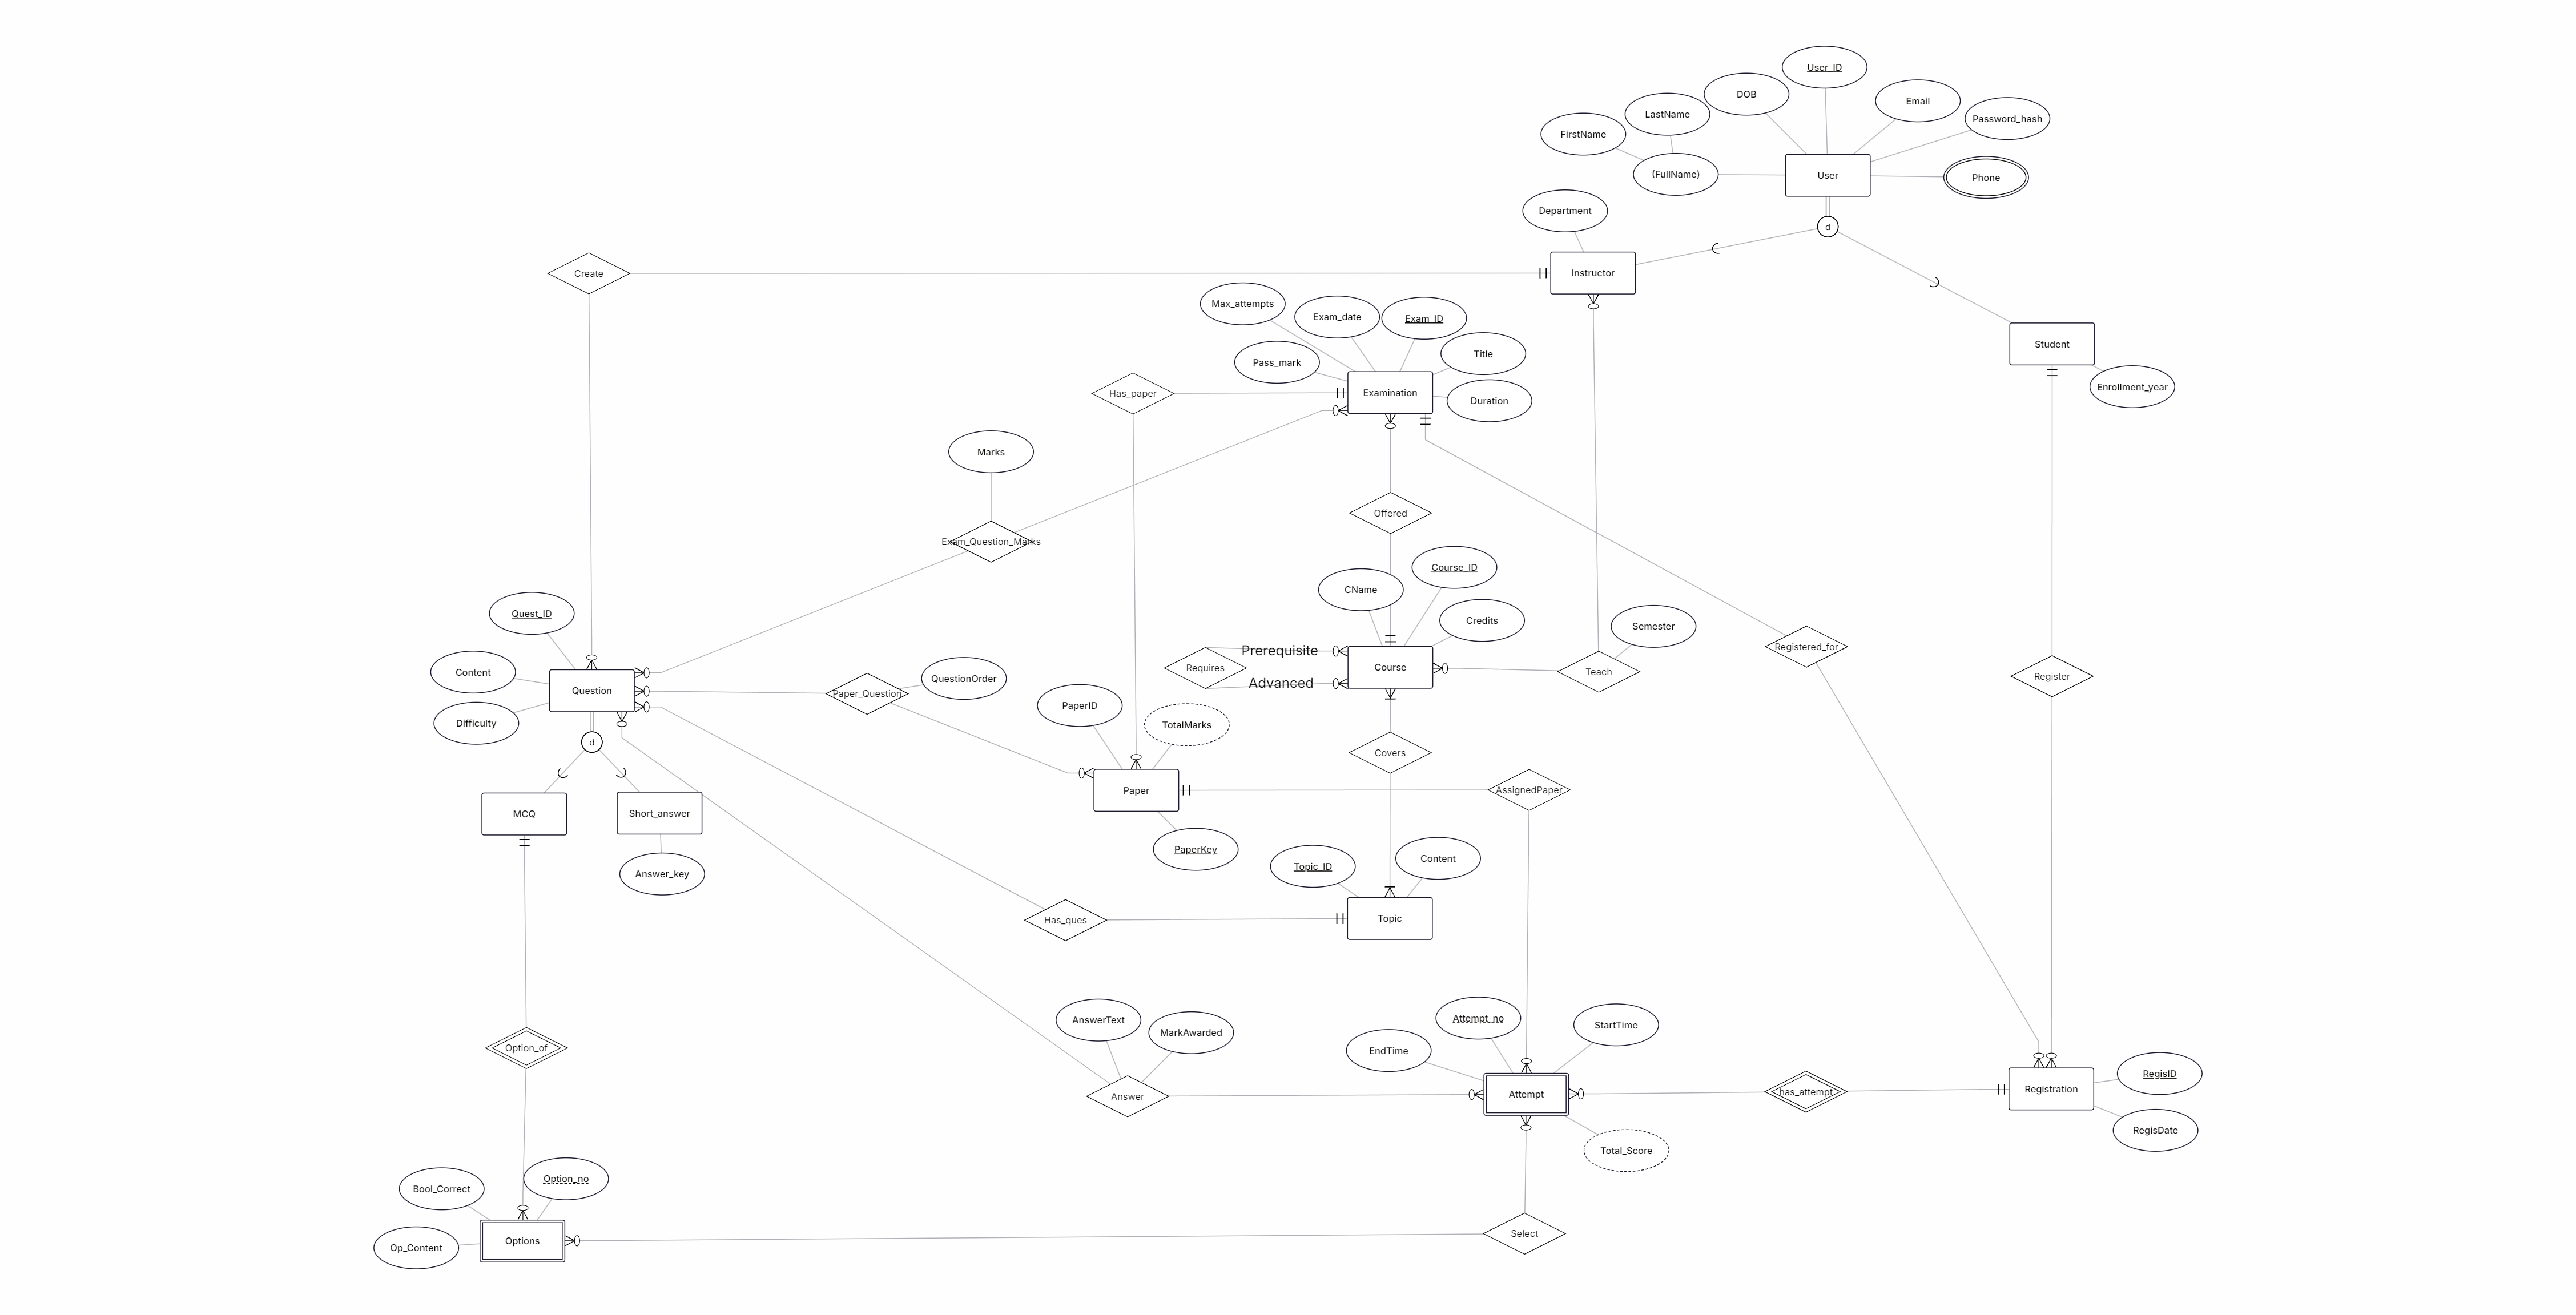 User_ID
DOB
Email
LastName
Password_hash
FirstName
(FullName)
User
Phone
Department
d
Create
Instructor
Max_attempts
Exam_date
Exam_ID
Title
Student
Pass_mark
Enrollment_year
Has_paper
Examination
Duration
Marks
Offered
Exam_Question_Marks
Course_ID
CName
Quest_ID
Credits
Semester
Prerequisite
Registered_for
Requires
Course
Teach
Content
Advanced
Register
QuestionOrder
Question
Paper_Question
PaperID
Difficulty
TotalMarks
d
Covers
Paper
AssignedPaper
MCQ
Short_answer
PaperKey
Topic_ID
Content
Answer_key
Has_ques
Topic
AnswerText
Attempt_no
StartTime
MarkAwarded
Option_of
EndTime
RegisID
Answer
Attempt
has_attempt
Registration
RegisDate
Total_Score
Option_no
Bool_Correct
Options
Select
Op_Content